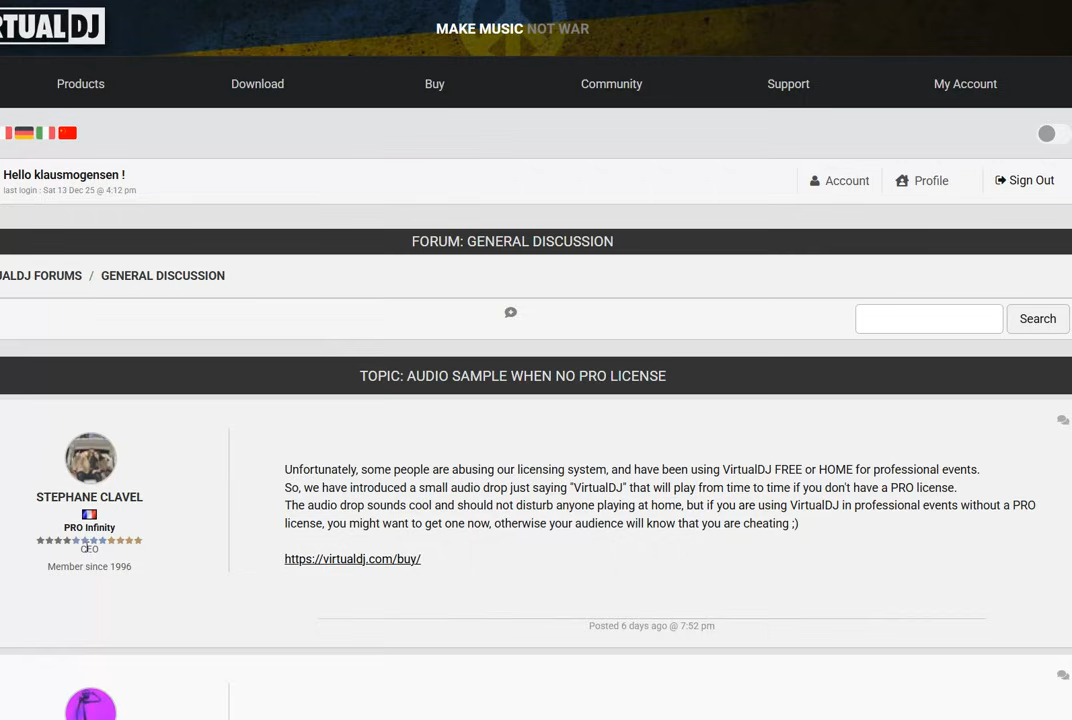 RTUALDJ
MAKE MUSIC NOT WAR
Products Download Buy Community Support My Account
Hello klausmogensen !
last login : Sat 13 Dec 25 @ 4:12 pm
Account Profile Sign Out
FORUM: GENERAL DISCUSSION
UALDJ FORUMS / GENERAL DISCUSSION
Search
TOPIC: AUDIO SAMPLE WHEN NO PRO LICENSE
STEPHANE CLAVEL
PRO Infinity
CEO
Member since 1996
Unfortunately, some people are abusing our licensing system, and have been using VirtualDJ FREE or HOME for professional events.
So, we have introduced a small audio drop just saying "VirtualDJ" that will play from time to time if you don't have a PRO license.
The audio drop sounds cool and should not disturb anyone playing at home, but if you are using VirtualDJ in professional events without a PRO
license, you might want to get one now, otherwise your audience will know that you are cheating ;)
https://virtualdj.com/buy/
Posted 6 days ago @ 7:52 pm